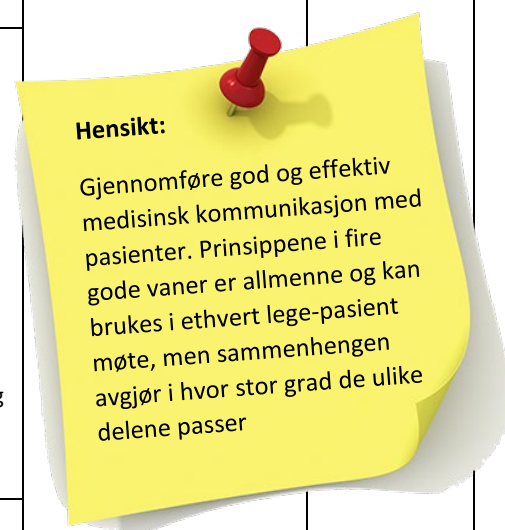 Hensikt:
Gjennomføre god og effektiv
medisinsk kommunikasjon med
pasienter. Prinsippene i fire
gode vaner er allmenne og kan
brukes i ethvert lege-pasient
møte, men sammenhengen
avgjør i hvor stor grad de ulike
delene passer